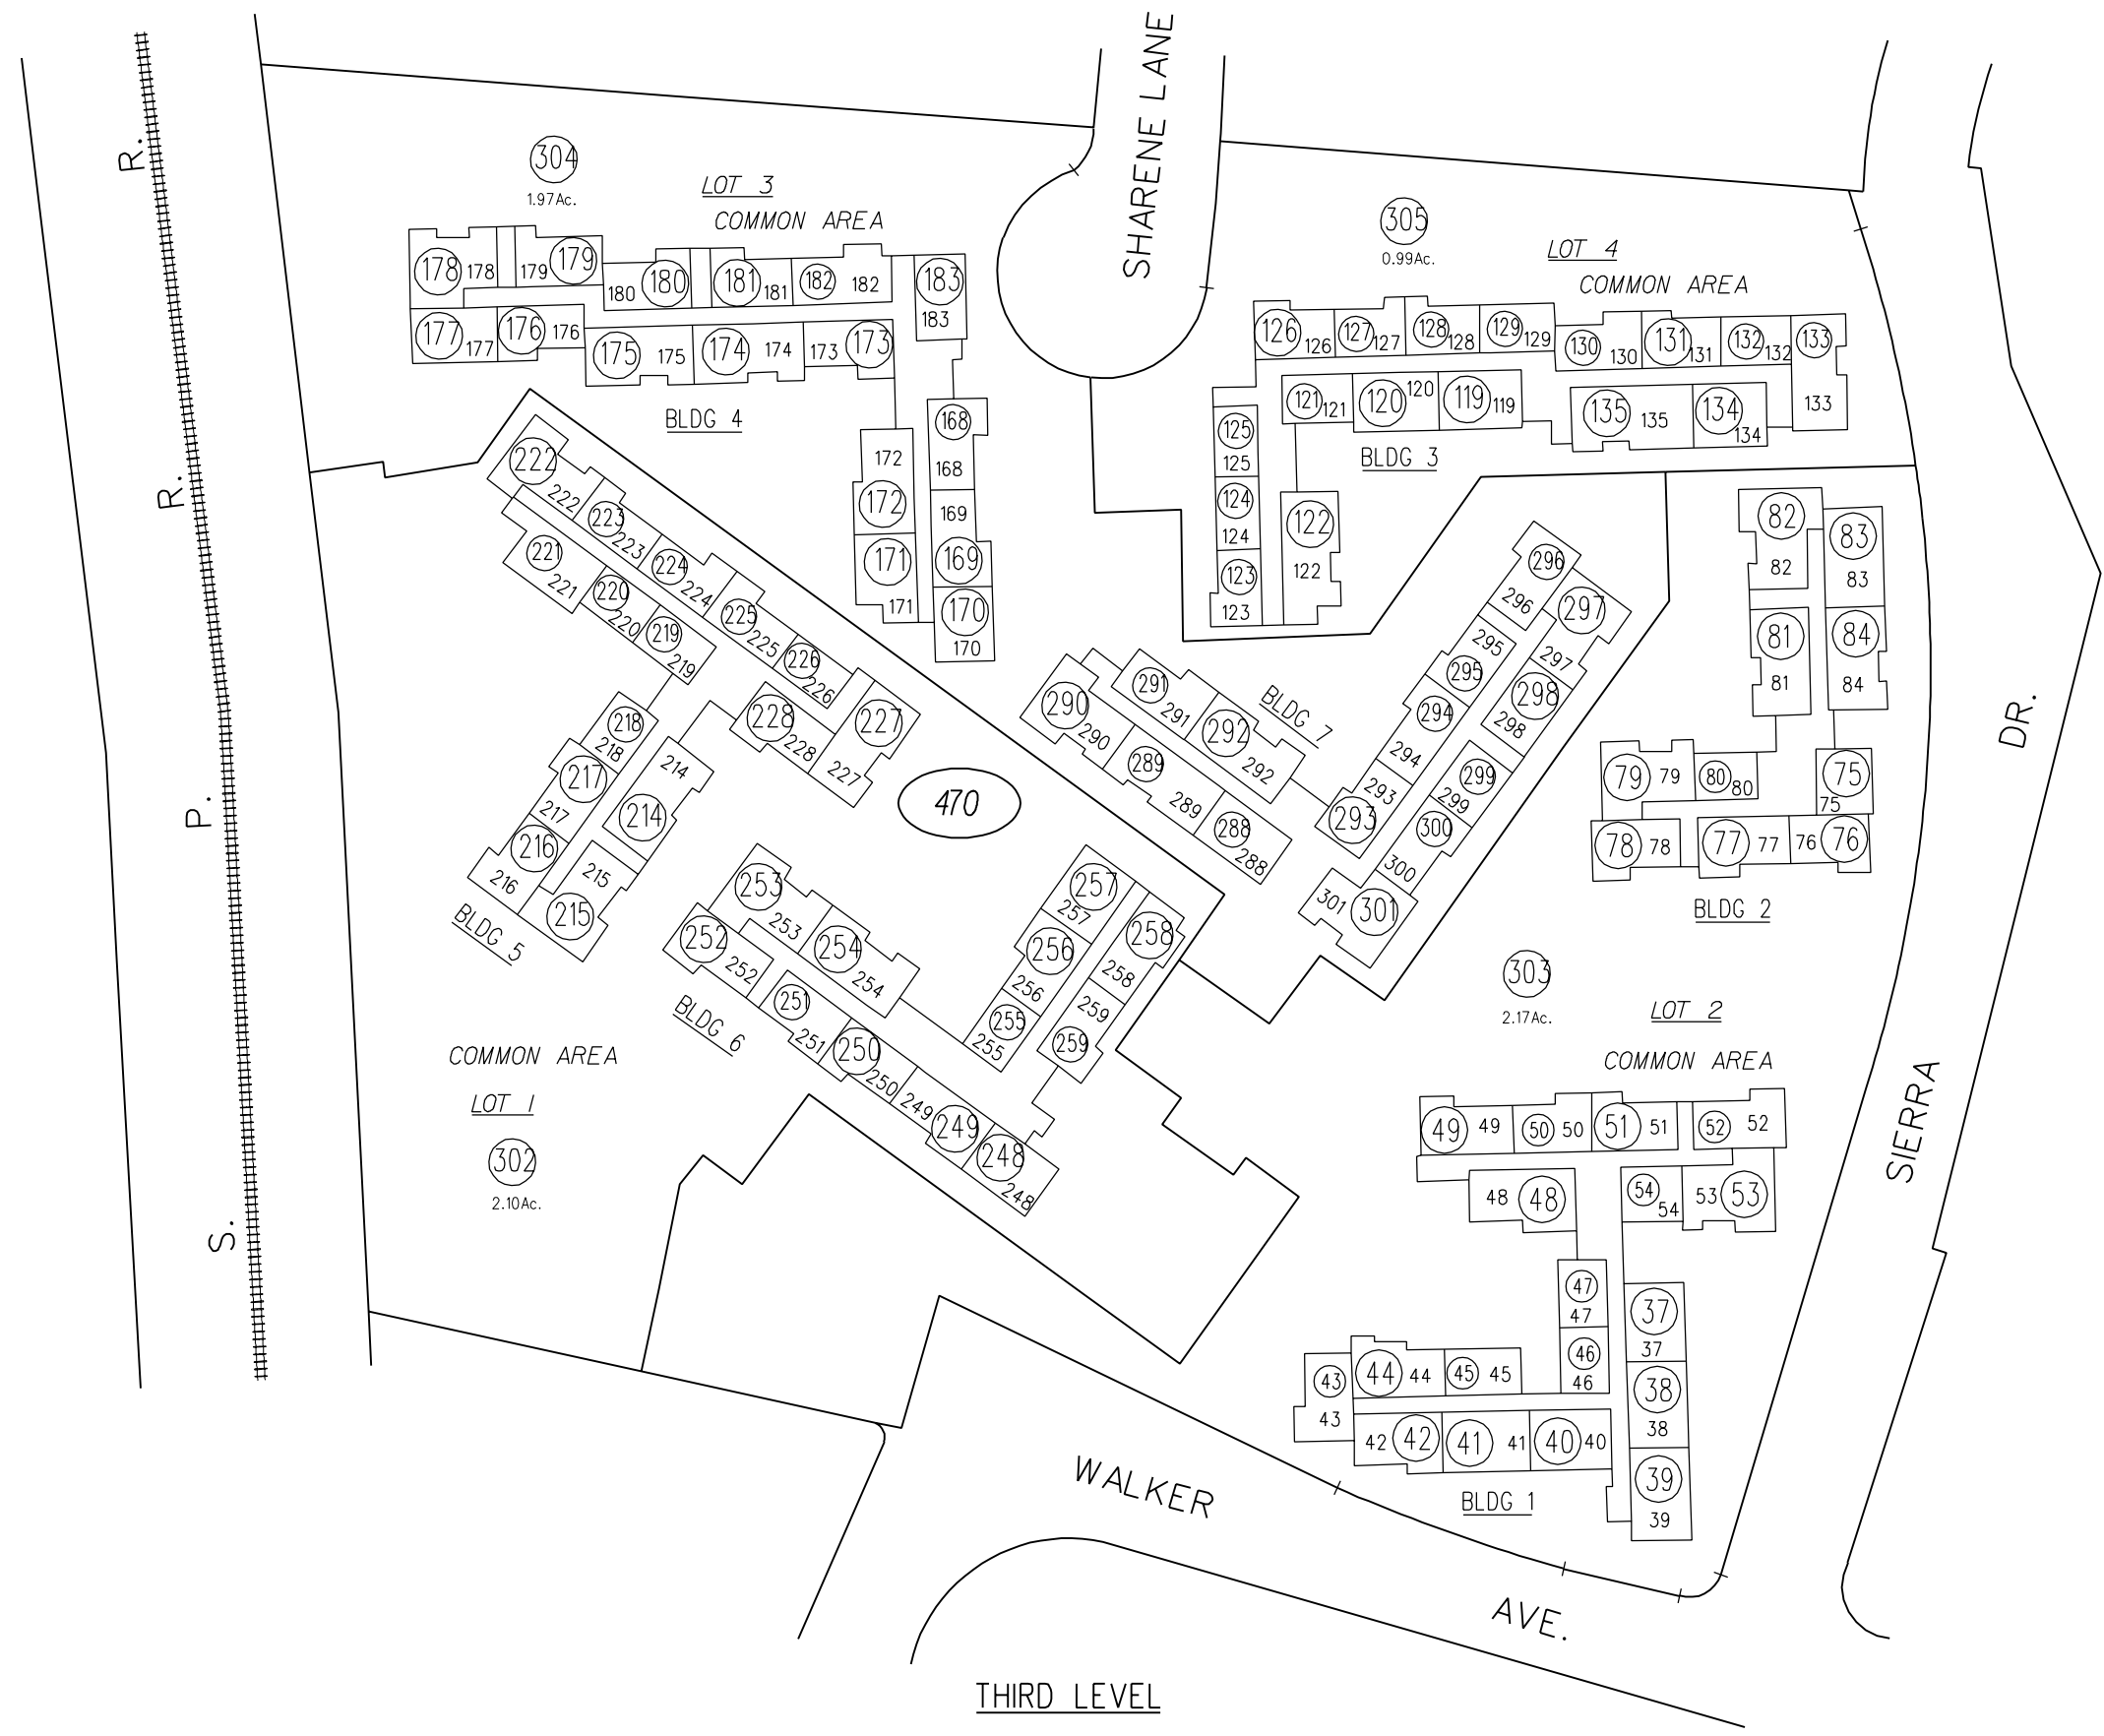 SHARENE LANE
R.
R.
P.
S.
304
1.97Ac.
LOT 3
COMMON AREA
178 178 179 179
180 180 181 181 182 182 183 183
177 177 176 176
175 175 174 174 173 173
BLDG 4
172 172
171 171
168 168
169 169
170 170
305
0.99Ac.
LOT 4
COMMON AREA
126 126 127 127 128 128 129 129
130 130 131 131 132 132 133 133
121 121 120 120 119 119
135 135 134 134
BLDG 3
125 125
124 124
123 123
122 122
222 222
223 223
224 224
225 225
226 226
227 227
228 228
221 221
220 220
219 219
218 218
217 217
216 216
214 214
215 215
BLDG 5
470
290 290
291 291
292 292
289 289
288 288
BLDG 7
296 296
295 295
294 294
293 293
297 297
298 298
299 299
300 300
301 301
82 82
83 83
81 81
84 84
79 79 80 80
75 75
78 78 77 77 76 76
BLDG 2
303
2.17Ac.
LOT 2
COMMON AREA
253 253
254 254
252 252
251 251
250 250
249 249
248 248
BLDG 6
257 257
256 256
255 255
258 258
259 259
COMMON AREA
LOT 1
302
2.10Ac.
49 49 50 50 51 51 52 52
48 48 54 54 53 53
47 47
46 46
37 37
38 38
39 39
43 43
44 44 45 45
42 42 41 41 40 40
BLDG 1
SIERRA
DR.
WALKER
AVE.
THIRD LEVEL